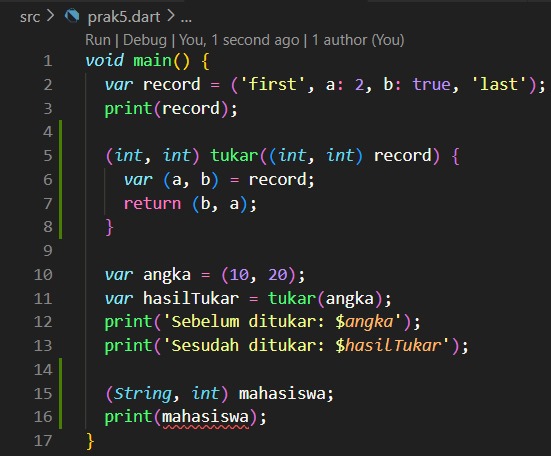 src > prak5.dart > ...
Run | Debug | You, 1 second ago | 1 author (You)
1 void main() {
2   var record = ('first', a: 2, b: true, 'last');
3   print(record);
4
5   (int, int) tukar((int, int) record) {
6     var (a, b) = record;
7     return (b, a);
8   }
9
10   var angka = (10, 20);
11   var hasilTukar = tukar(angka);
12   print('Sebelum ditukar: $angka');
13   print('Sesudah ditukar: $hasilTukar');
14
15   (String, int) mahasiswa;
16   print(mahasiswa);
17 }